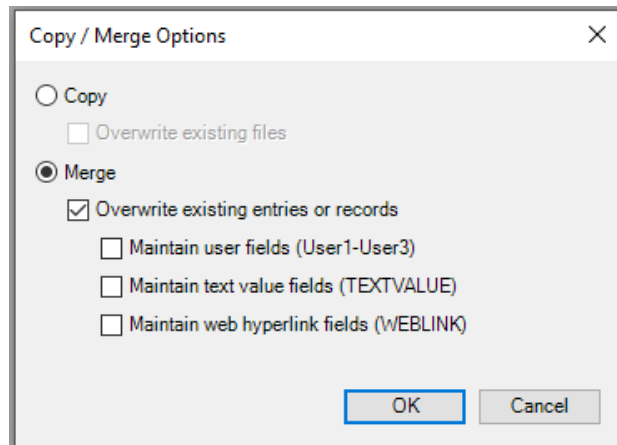 Copy / Merge Options
Copy
Overwrite existing files
Merge
Overwrite existing entries or records
Maintain user fields (User1-User3)
Maintain text value fields (TEXTVALUE)
Maintain web hyperlink fields (WEBLINK)
OK Cancel